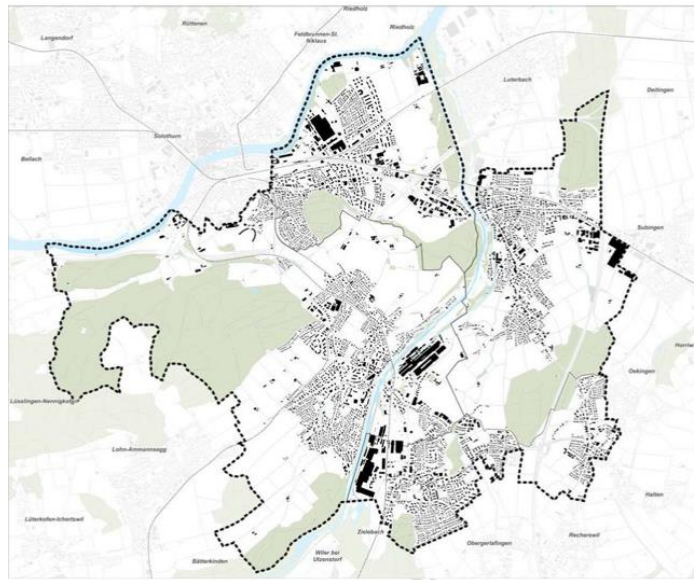 Riedholz
Rüttenen
Feldbrunnen-St.
Niklaus
Riedholz
Langendorf
Luterbach
Deitingen
Solothurn
Bellach
Subingen
Horriwil
Oekingen
Lüsslingen-Nennigkofen
Lohn-Ammannsegg
Halten
Lüterkofen-Ichertswil
Zielebach
Recherswil
Obergerlafingen
Wiler bei
Utzenstorf
Bätterkinden